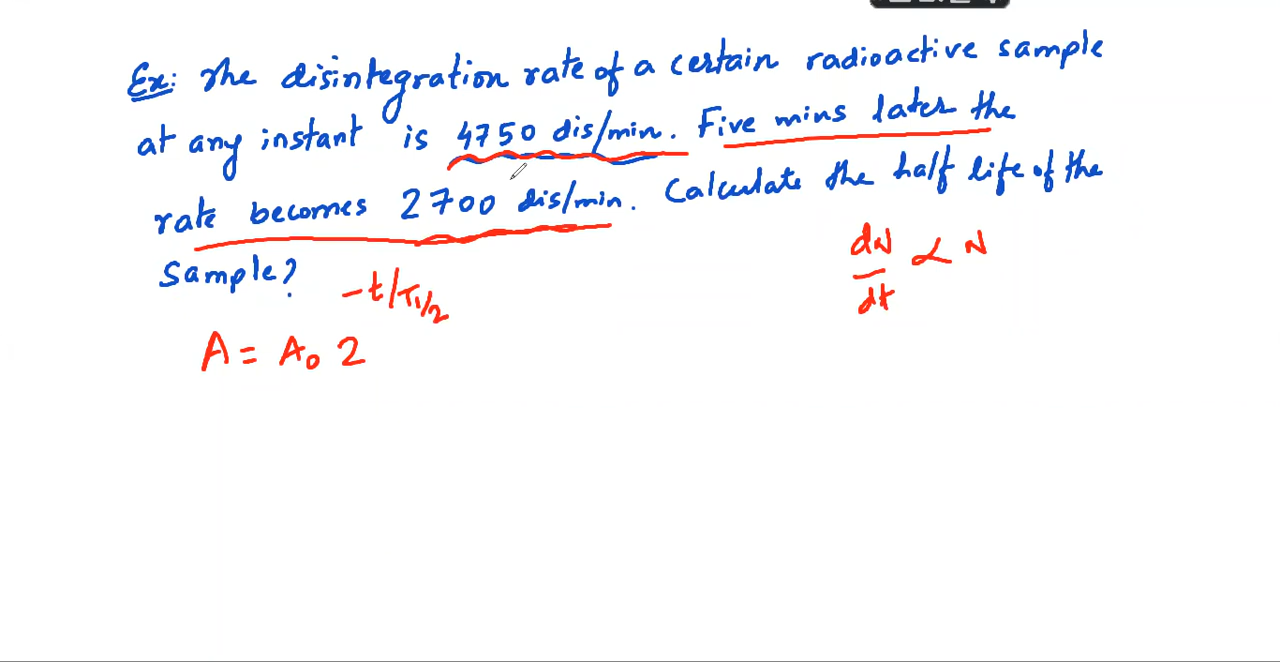 Ex: The disintegration rate of a certain radioactive sample
at any instant is 4750 dis/min. Five mins later the
rate becomes 2700 dis/min. Calculate the half life of the
Sample?
dN/dt ∝ N
A = A₀ 2^(-t/T1/2)